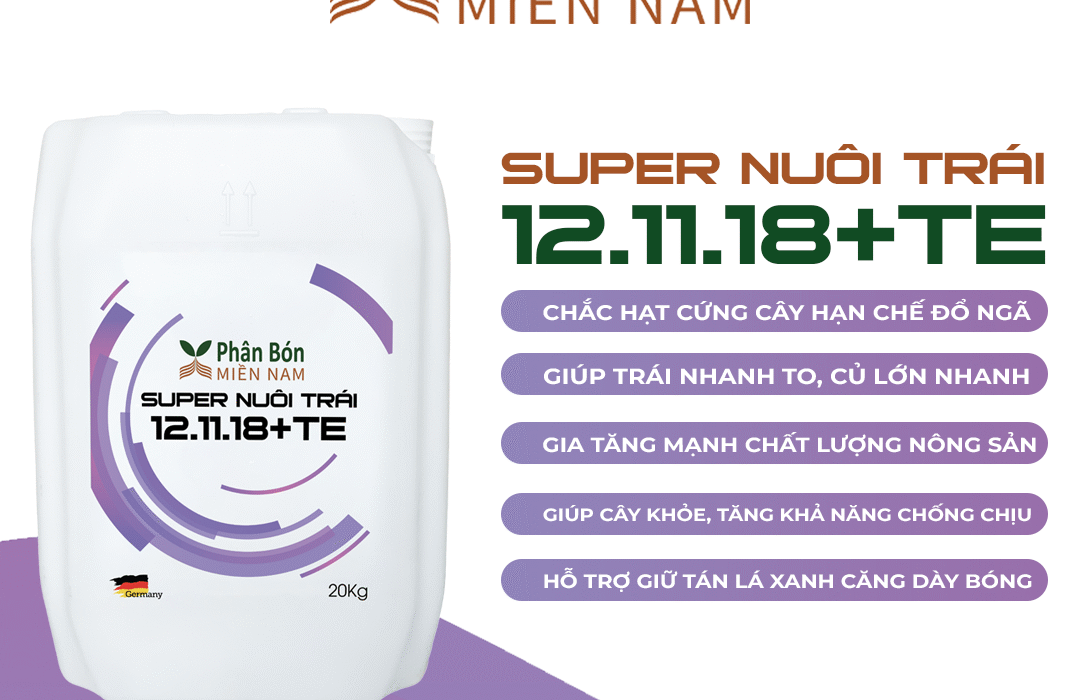 MIỀN NAM
SUPER NUÔI TRÁI
12.11.18+TE
CHẮC HẠT CỨNG CÂY HẠN CHẾ ĐỔ NGÃ
GIÚP TRÁI NHANH TO, CỦ LỚN NHANH
GIA TĂNG MẠNH CHẤT LƯỢNG NÔNG SẢN
GIÚP CÂY KHỎE, TĂNG KHẢ NĂNG CHỐNG CHỊU
HỖ TRỢ GIỮ TÁN LÁ XANH CĂNG DÀY BÓNG
Phân Bón
MIỀN NAM
SUPER NUÔI TRÁI
12.11.18+TE
Germany
20Kg